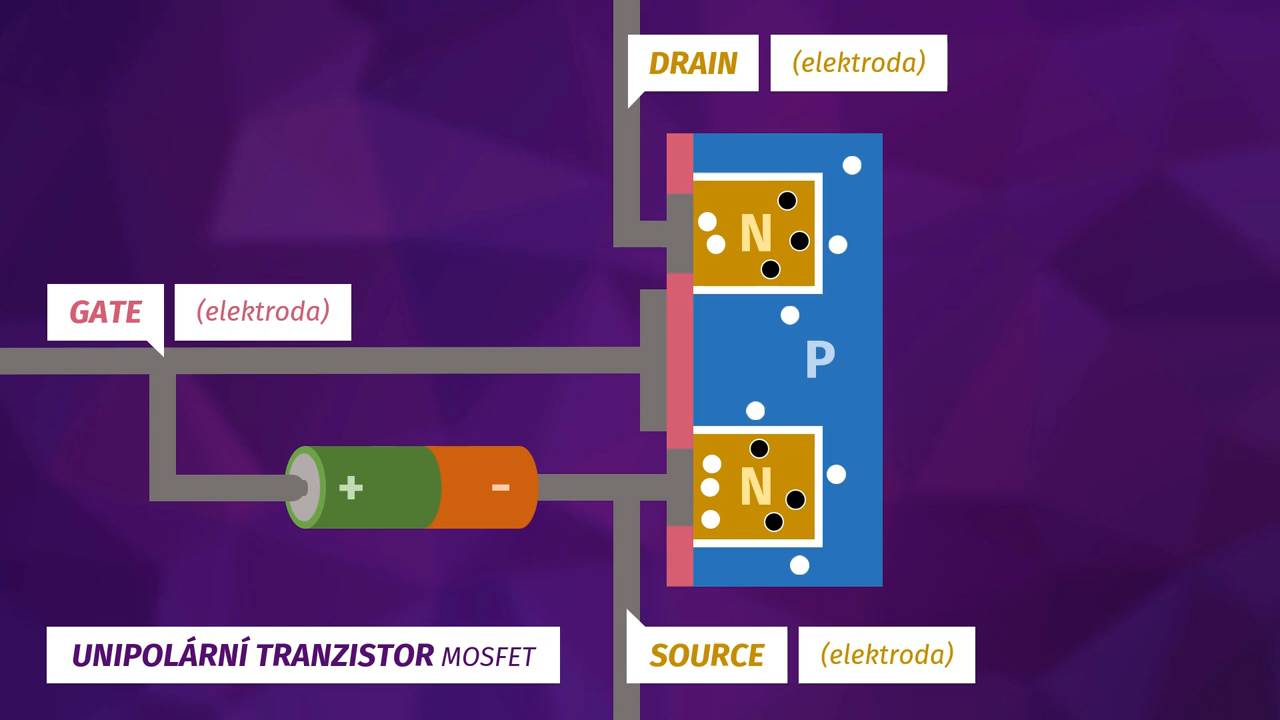 DRAIN (elektroda)
N
GATE (elektroda)
P
+ - N
UNIPOLÁRNÍ TRANZISTOR MOSFET
SOURCE (elektroda)